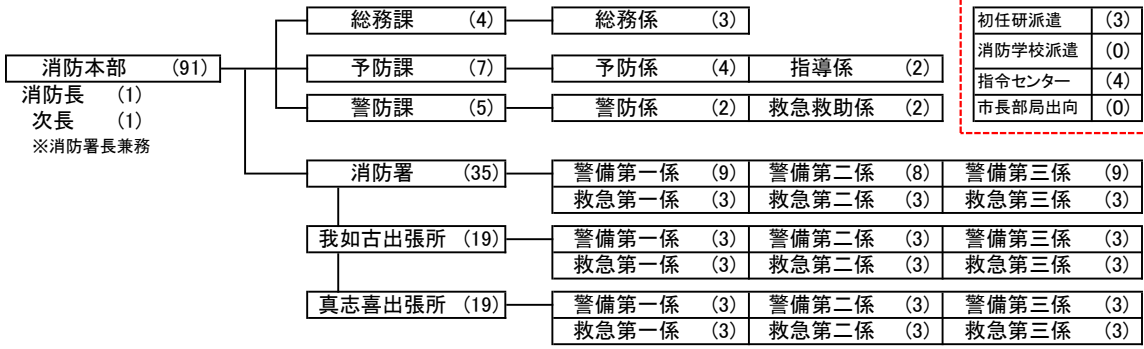 総務課 (4) 総務係 (3) 初任研派遣 (3)
消防学校派遣 (0)
消防本部 (91) 予防課 (7) 予防係 (4) 指導係 (2)
指令センター (4)
消防長 (1) 警防課 (5) 警防係 (2) 救急救助係 (2) 市長部局出向 (0)
次長 (1)
※消防署長兼務
消防署 (35) 警備第一係 (9) 警備第二係 (8) 警備第三係 (9)
救急第一係 (3) 救急第二係 (3) 救急第三係 (3)
我如古出張所 (19) 警備第一係 (3) 警備第二係 (3) 警備第三係 (3)
救急第一係 (3) 救急第二係 (3) 救急第三係 (3)
真志喜出張所 (19) 警備第一係 (3) 警備第二係 (3) 警備第三係 (3)
救急第一係 (3) 救急第二係 (3) 救急第三係 (3)